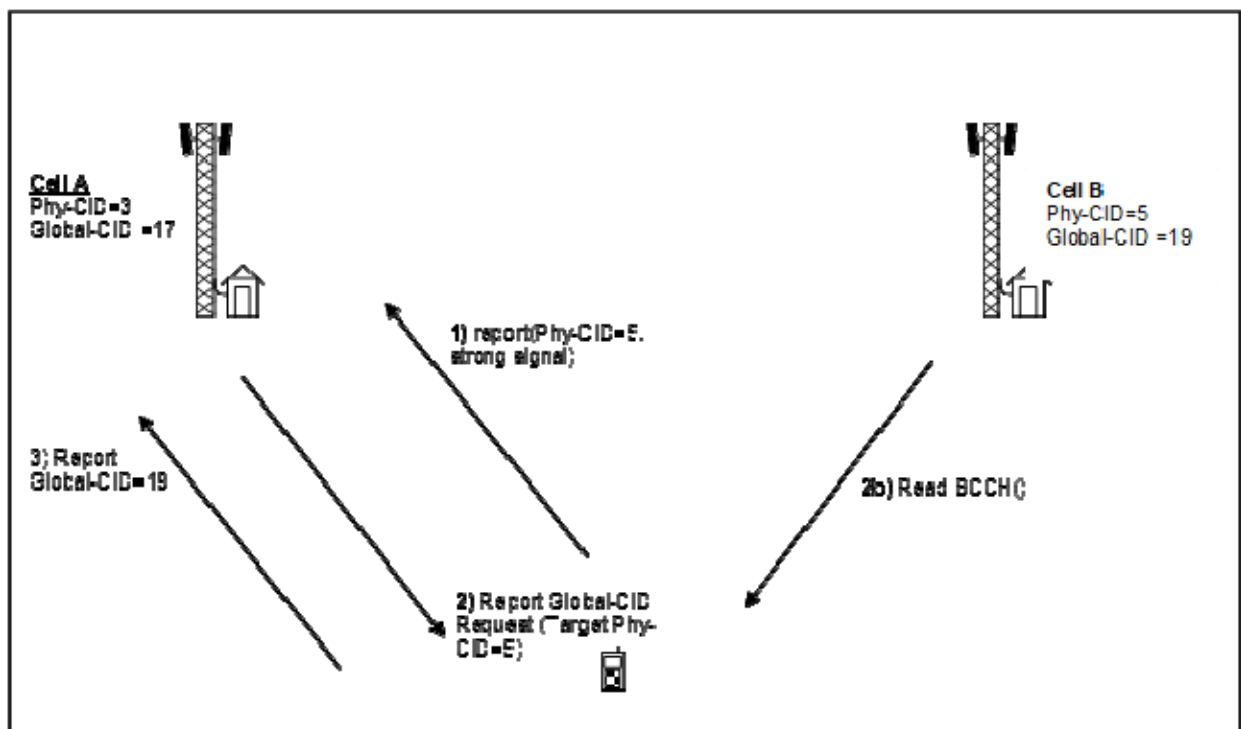 Cell A
Phy-CID=3
Global-CID =17
Cell B
Phy-CID=5
Global-CID =19
1) report(Phy-CID=5,
strong signal)
3) Report
Global-CID=19
2b) Read BCCH()
2) Report Global-CID
Request (Target Phy-
CID=5)